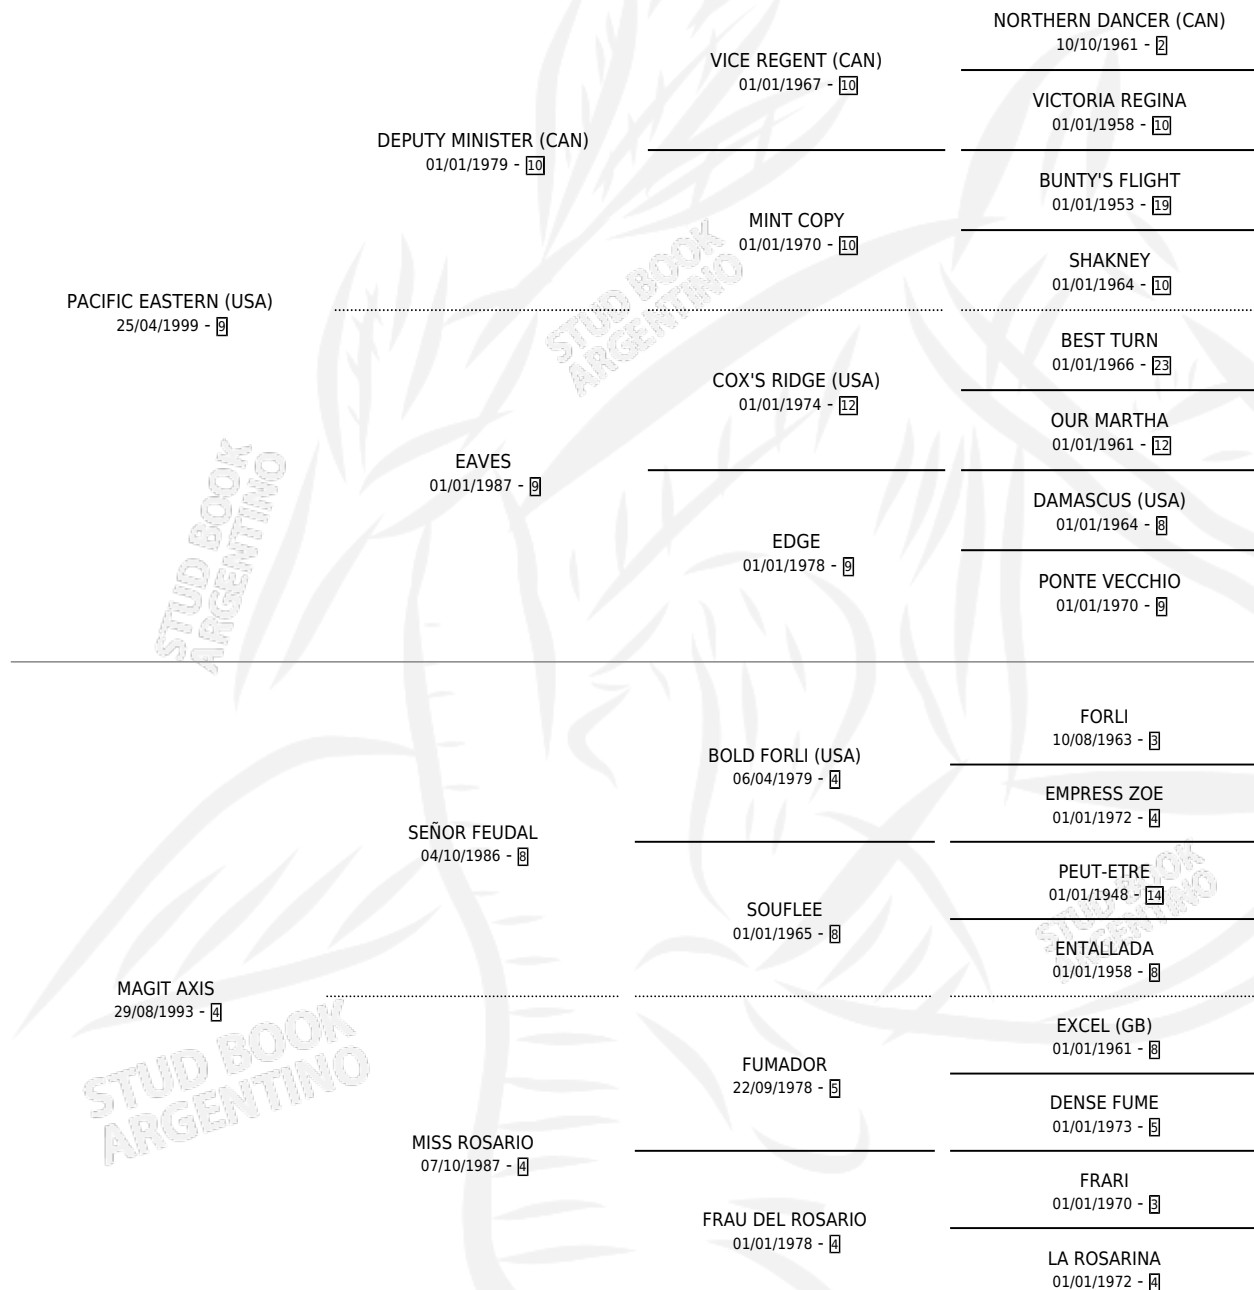 NORTHERN DANCER (CAN)
10/10/1961 - 2
VICE REGENT (CAN)
01/01/1967 - 10
VICTORIA REGINA
01/01/1958 - 10
DEPUTY MINISTER (CAN)
01/01/1979 - 10
BUNTY'S FLIGHT
01/01/1953 - 19
MINT COPY
01/01/1970 - 10
SHAKNEY
01/01/1964 - 10
PACIFIC EASTERN (USA)
25/04/1999 - 9
BEST TURN
01/01/1966 - 23
COX'S RIDGE (USA)
01/01/1974 - 12
OUR MARTHA
01/01/1961 - 12
EAVES
01/01/1987 - 9
DAMASCUS (USA)
01/01/1964 - 8
EDGE
01/01/1978 - 9
PONTE VECCHIO
01/01/1970 - 9
FORLI
10/08/1963 - 3
BOLD FORLI (USA)
06/04/1979 - 4
EMPRESS ZOE
01/01/1972 - 4
SEÑOR FEUDAL
04/10/1986 - 8
PEUT-ETRE
01/01/1948 - 14
SOUFLEE
01/01/1965 - 8
ENTALLADA
01/01/1958 - 8
MAGIT AXIS
29/08/1993 - 4
EXCEL (GB)
01/01/1961 - 8
FUMADOR
22/09/1978 - 5
DENSE FUME
01/01/1973 - 5
MISS ROSARIO
07/10/1987 - 4
FRARI
01/01/1970 - 3
FRAU DEL ROSARIO
01/01/1978 - 4
LA ROSARINA
01/01/1972 - 4
STUD BOOK
ARGENTINO
STUD BOOK
ARGENTINO
STUD BOOK
ARGENTINO
STUD BOOK
ARGENTINO